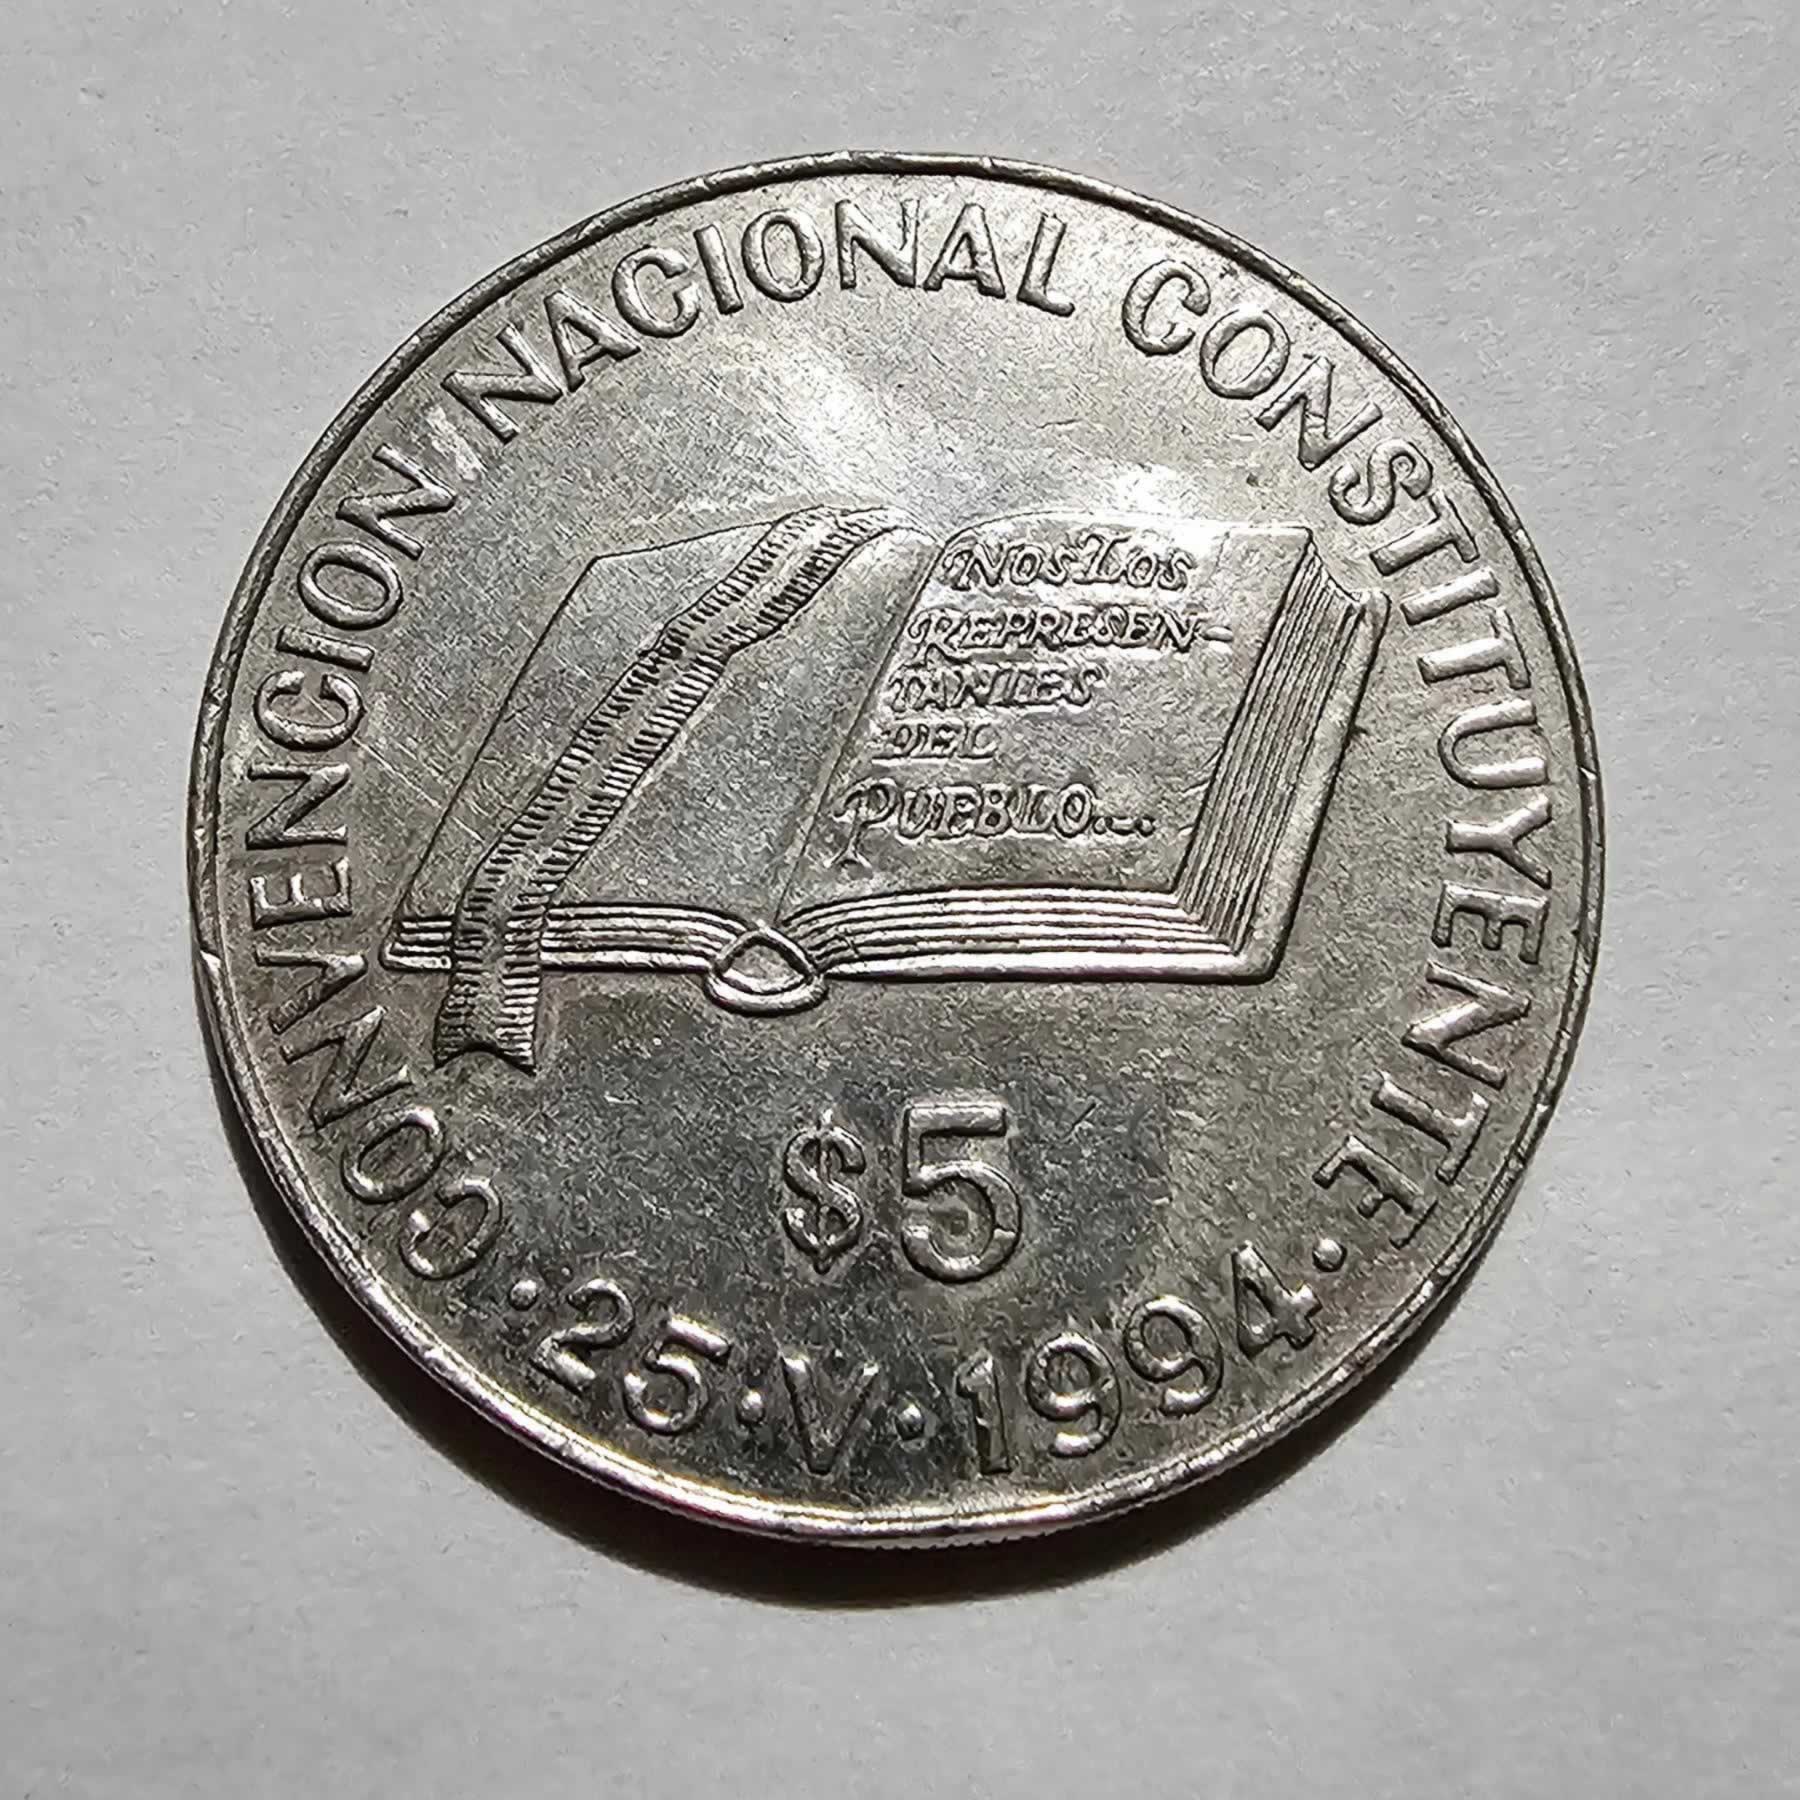 CONVENCION NACIONAL CONSTITUYENTE
NOS LOS
REPRESEN-
TANTES
DEL
PUEBLO...
$5
·25·V·1994·